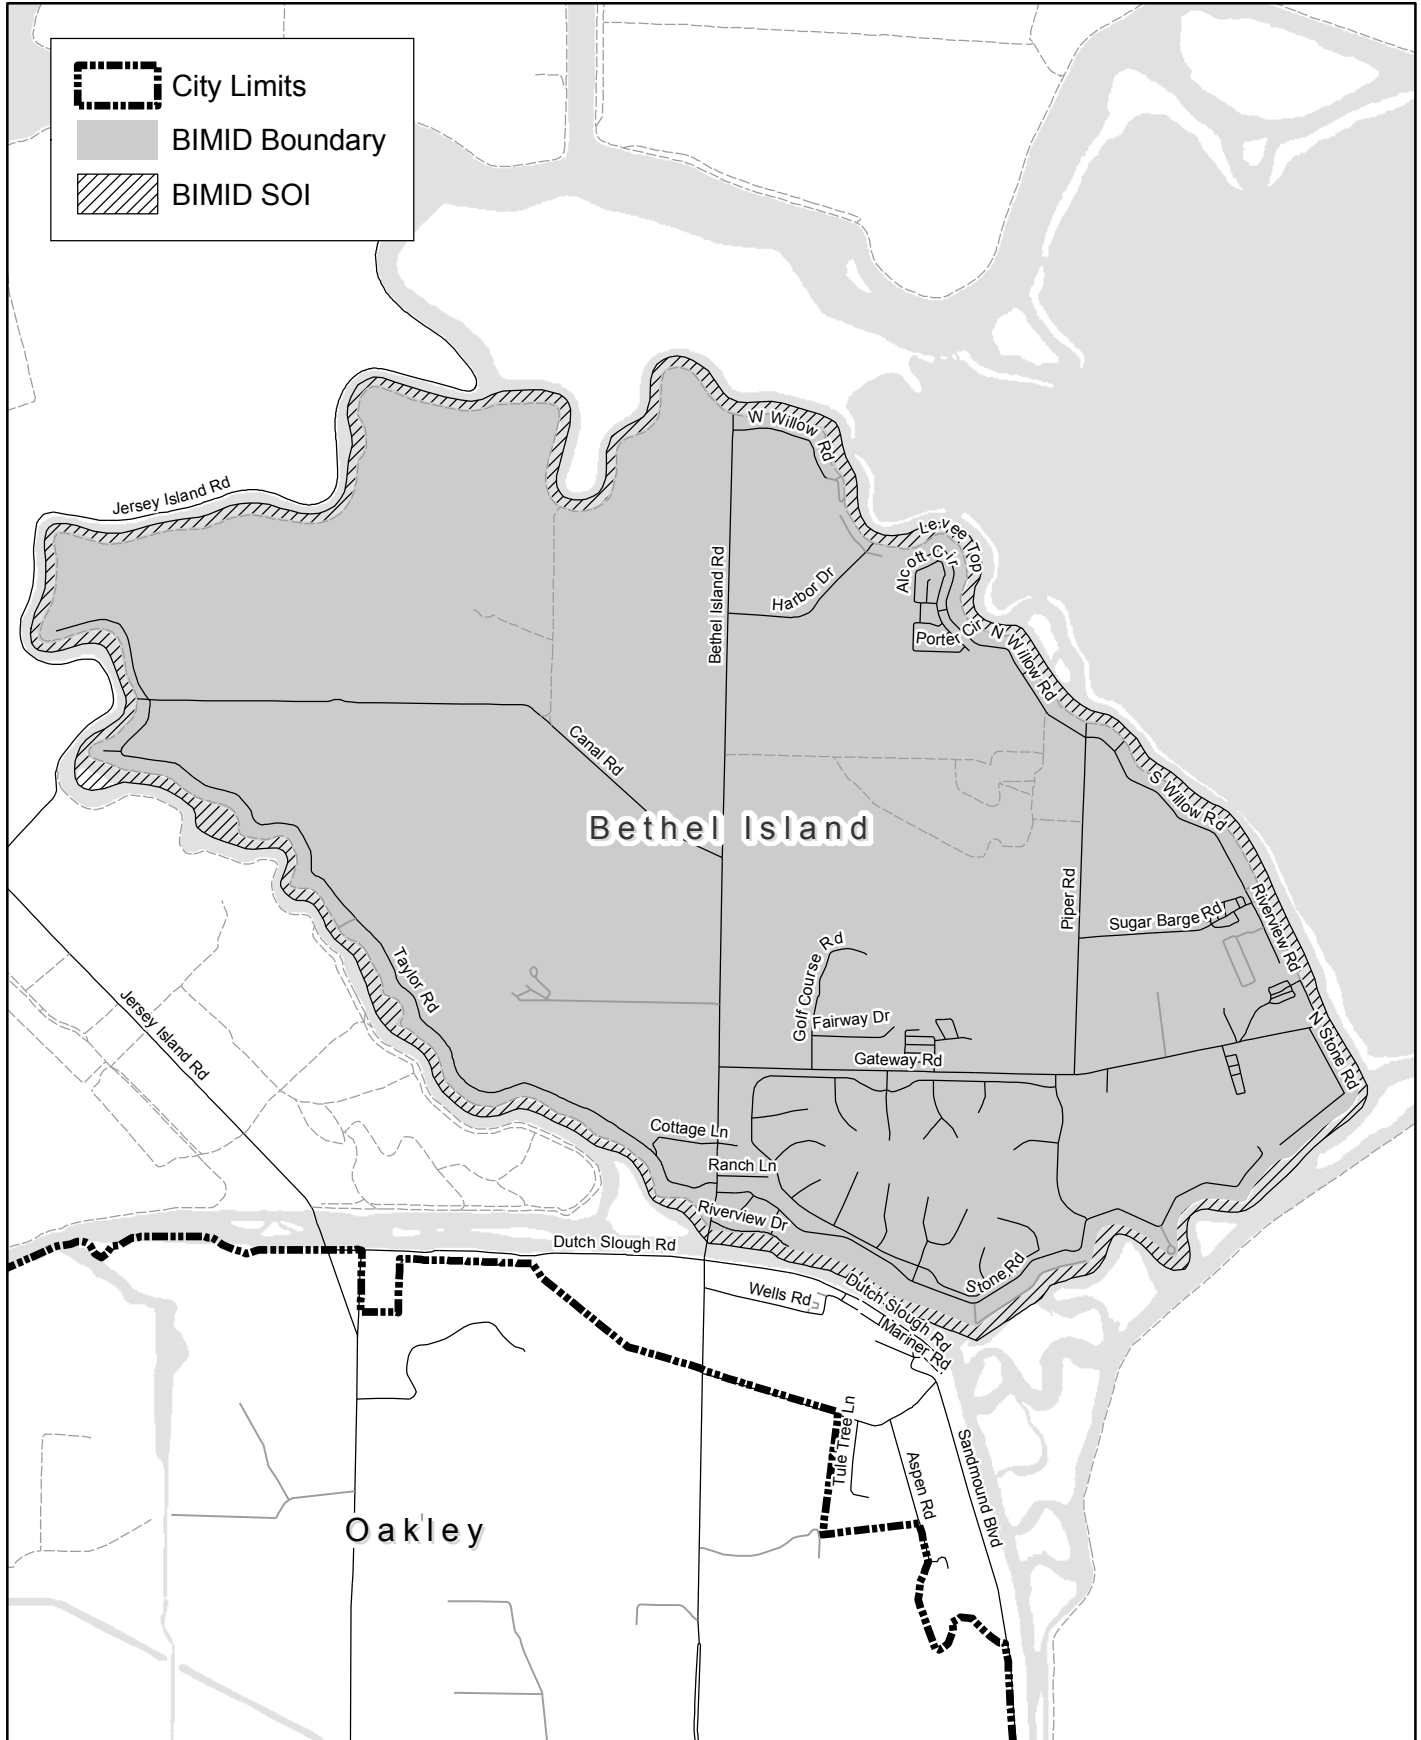 City Limits
BIMID Boundary
BIMID SOI
W Willow Rd
Jersey Island Rd
Levee Top
Alcott Cir
Bethel Island Rd
Harbor Dr
Porter Cir
N Willow Rd
Canal Rd
S Willow Rd
Bethel Island
Piper Rd
Sugar Barge Rd
Riverview Rd
Taylor Rd
Golf Course Rd
Jersey Island Rd
Fairway Dr
N Stone Rd
Gateway Rd
Cottage Ln
Ranch Ln
Riverview Dr
Dutch Slough Rd
Stone Rd
Wells Rd
Dutch Slough Rd
Mariner Rd
Tule Tree Ln
Aspen Rd
Sandmound Blvd
Oakley